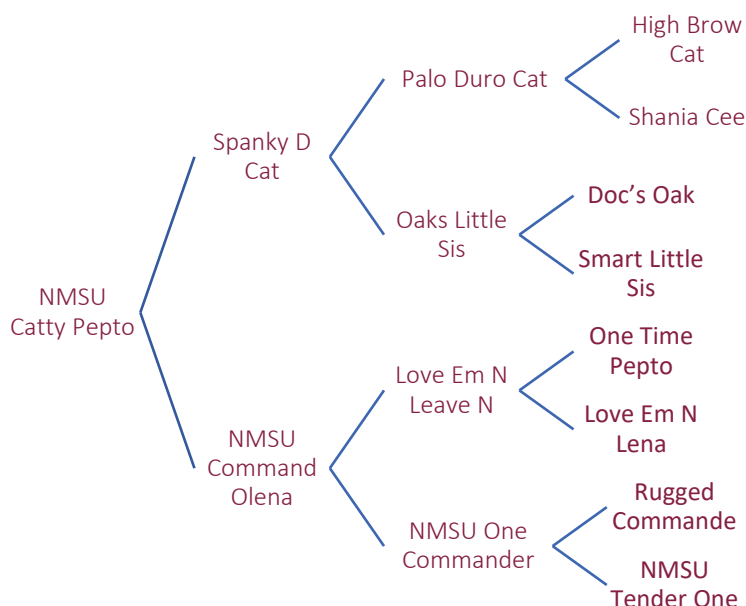 High Brow
Cat
Palo Duro Cat
Shania Cee
Spanky D
Cat
Doc's Oak
Oaks Little
Sis
Smart Little
Sis
NMSU
Catty Pepto
One Time
Pepto
Love Em N
Leave N
Love Em N
Lena
NMSU
Command
Olena
Rugged
Commande
NMSU One
Commander
NMSU
Tender One